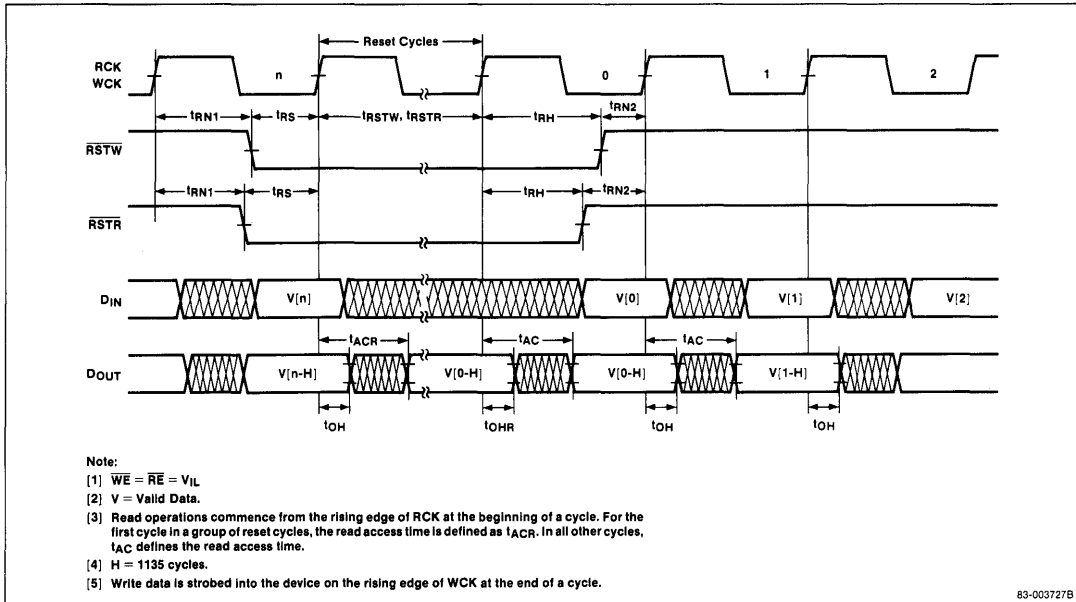 Reset Cycles
RCK
WCK
n
0
1
2
tRN1
tRS
tRSTW, tRSTR
tRH
tRN2
RSTW
tRN1
tRS
tRH
tRN2
RSTR
DIN
V[n]
V[0]
V[1]
V[2]
tACR
tAC
tAC
DOUT
V[n-H]
V[0-H]
V[0-H]
V[1-H]
tOH
tOHR
tOH
tOH
Note:
[1] WE = RE = VIL
[2] V = Valid Data.
[3] Read operations commence from the rising edge of RCK at the beginning of a cycle. For the
first cycle in a group of reset cycles, the read access time is defined as tACR. In all other cycles,
tAC defines the read access time.
[4] H = 1135 cycles.
[5] Write data is strobed into the device on the rising edge of WCK at the end of a cycle.
83-003727B